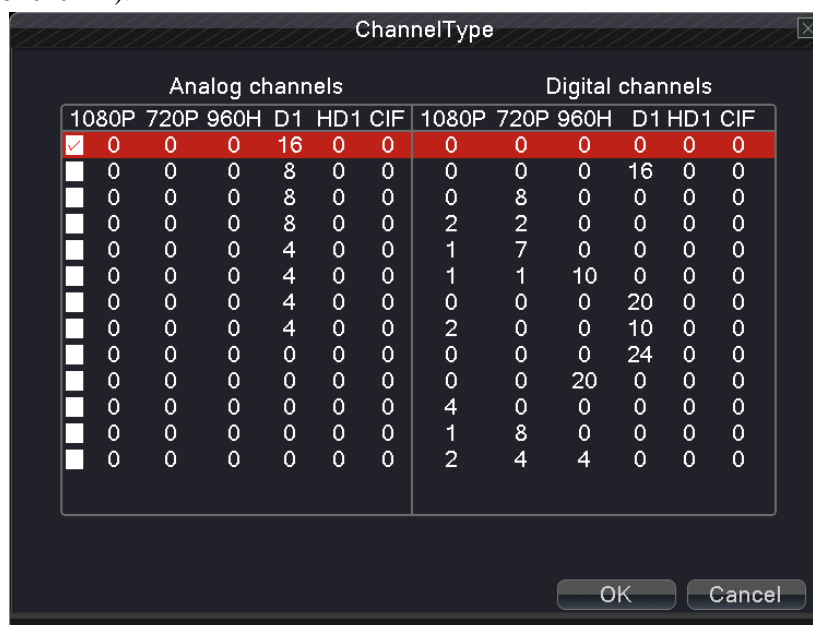 ChannelType
Analog channels Digital channels
1080P 720P 960H D1 HD1 CIF 1080P 720P 960H D1 HD1 CIF
0 0 0 16 0 0 0 0 0 0 0 0
0 0 0 8 0 0 0 0 0 16 0 0
0 0 0 8 0 0 0 8 0 0 0 0
0 0 0 8 0 0 2 2 0 0 0 0
0 0 0 4 0 0 1 7 0 0 0 0
0 0 0 4 0 0 1 1 10 0 0 0
0 0 0 4 0 0 0 0 0 20 0 0
0 0 0 4 0 0 2 0 0 10 0 0
0 0 0 0 0 0 0 0 0 24 0 0
0 0 0 0 0 0 0 0 20 0 0 0
0 0 0 0 0 0 4 0 0 0 0 0
0 0 0 0 0 0 1 8 0 0 0 0
0 0 0 0 0 0 2 4 4 0 0 0
OK Cancel